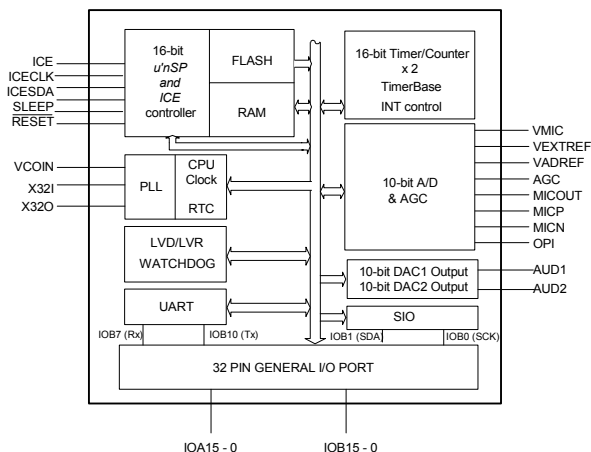 ICE
ICECLK
ICESDA
SLEEP
RESET
16-bit
u'nSP
and
ICE
controller
FLASH
RAM
16-bit Timer/Counter
x 2
TimerBase
INT control
VCOIN
X32I
X32O
PLL
CPU
Clock
RTC
10-bit A/D
& AGC
VMIC
VEXTREF
VADREF
AGC
MICOUT
MICP
MICN
OPI
LVD/LVR
WATCHDOG
10-bit DAC1 Output
10-bit DAC2 Output
AUD1
AUD2
UART
SIO
IOB7 (Rx)
IOB10 (Tx)
IOB1 (SDA)
IOB0 (SCK)
32 PIN GENERAL I/O PORT
IOA15 - 0
IOB15 - 0